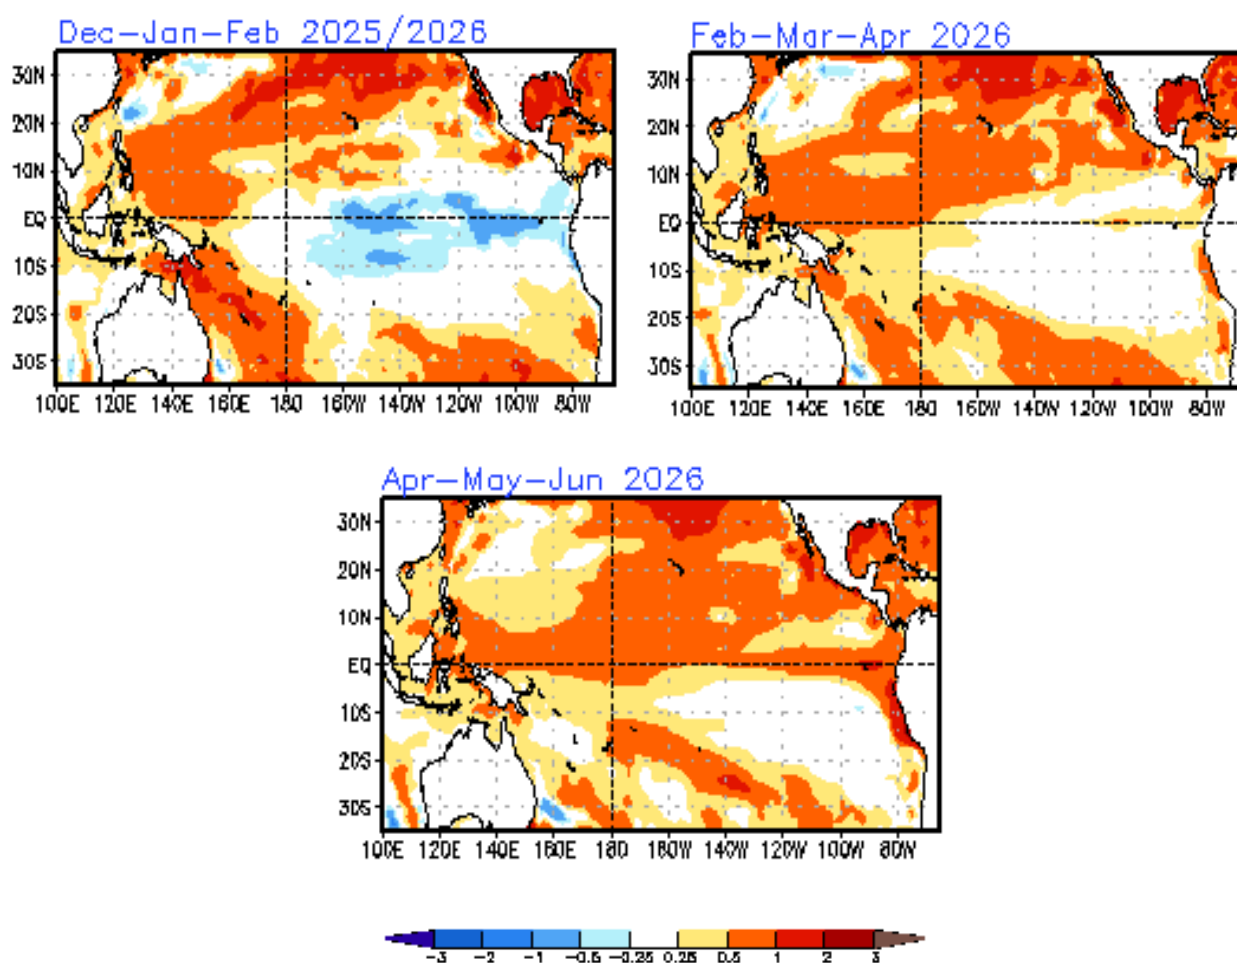 Dec-Jan-Feb 2025/2026
30N
20N
10N
EQ
10S
20S
30S
100E 120E 140E 160E 180 160W 140W 120W 100W 80W
Feb-Mar-Apr 2026
30N
20N
10N
EQ
10S
20S
30S
100E 120E 140E 160E 180 160W 140W 120W 100W 80W
Apr-May-Jun 2026
30N
20N
10N
EQ
10S
20S
30S
100E 120E 140E 160E 180 160W 140W 120W 100W 80W
-3 -2 -1 -0.5 -0.25 0.25 0.5 1 2 3